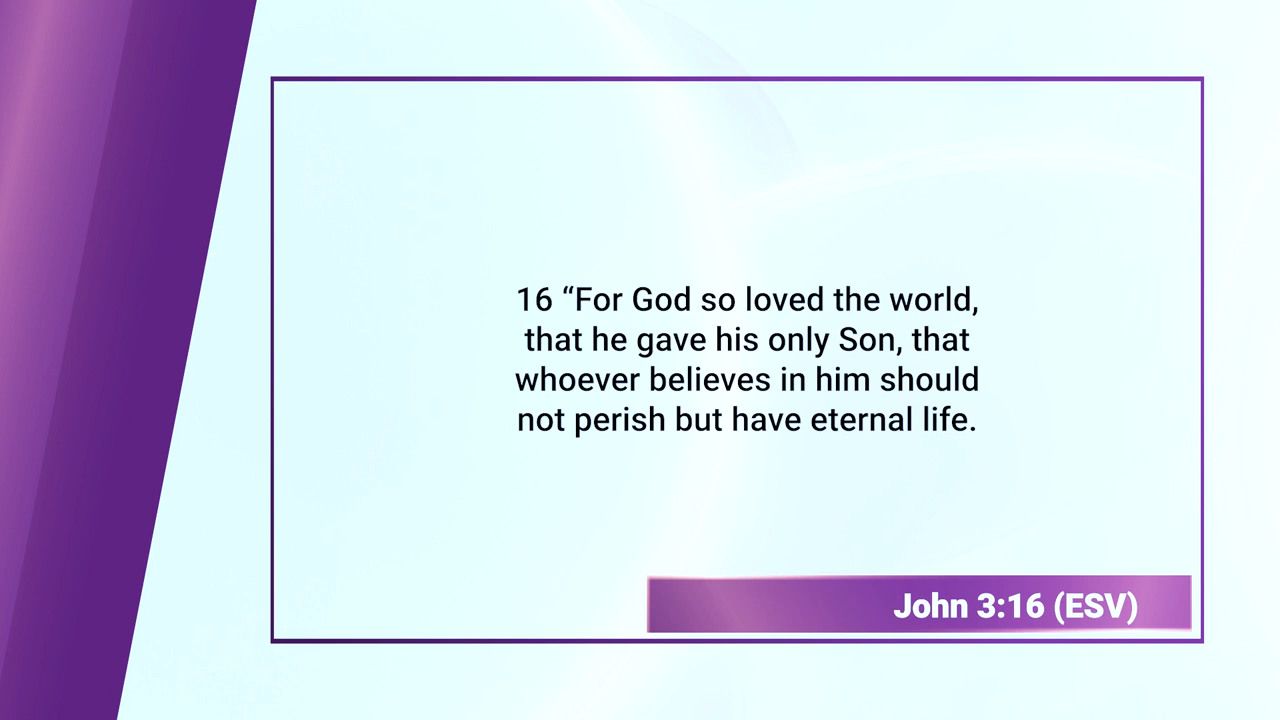 16 “For God so loved the world,
that he gave his only Son, that
whoever believes in him should
not perish but have eternal life.
John 3:16 (ESV)